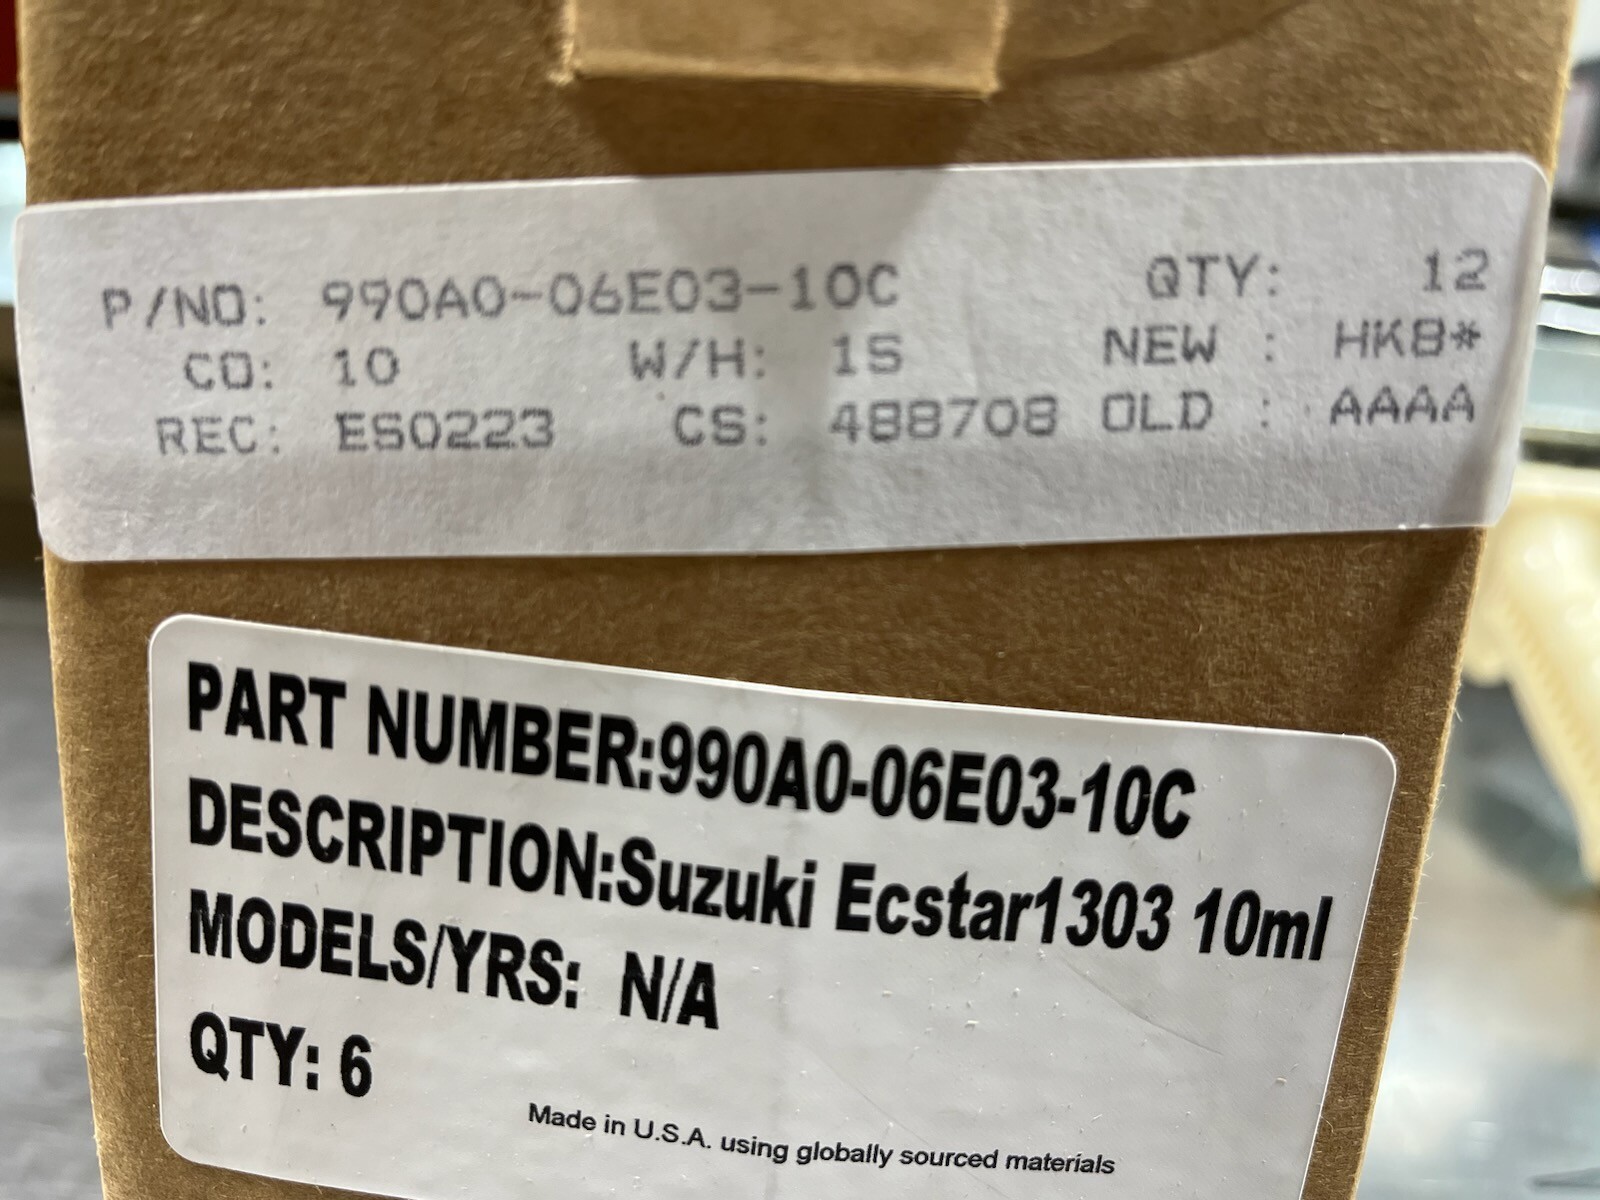 P/NO: 990A0-06E03-10C QTY: 12
CO: 10 W/H: 15 NEW : HK8*
REC: ES0223 CS: 488708 OLD : AAAA
PART NUMBER:990A0-06E03-10C
DESCRIPTION:Suzuki Ecstar1303 10ml
MODELS/YRS: N/A
QTY: 6
Made in U.S.A. using globally sourced materials